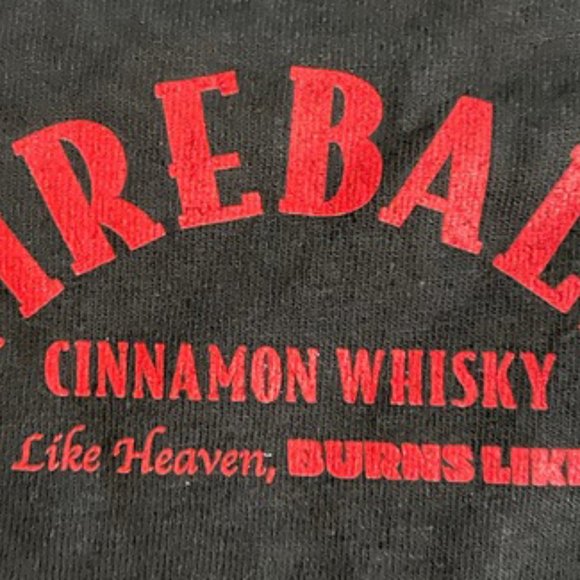 IREBAL
CINNAMON WHISKY
Like Heaven, BURNS LIK